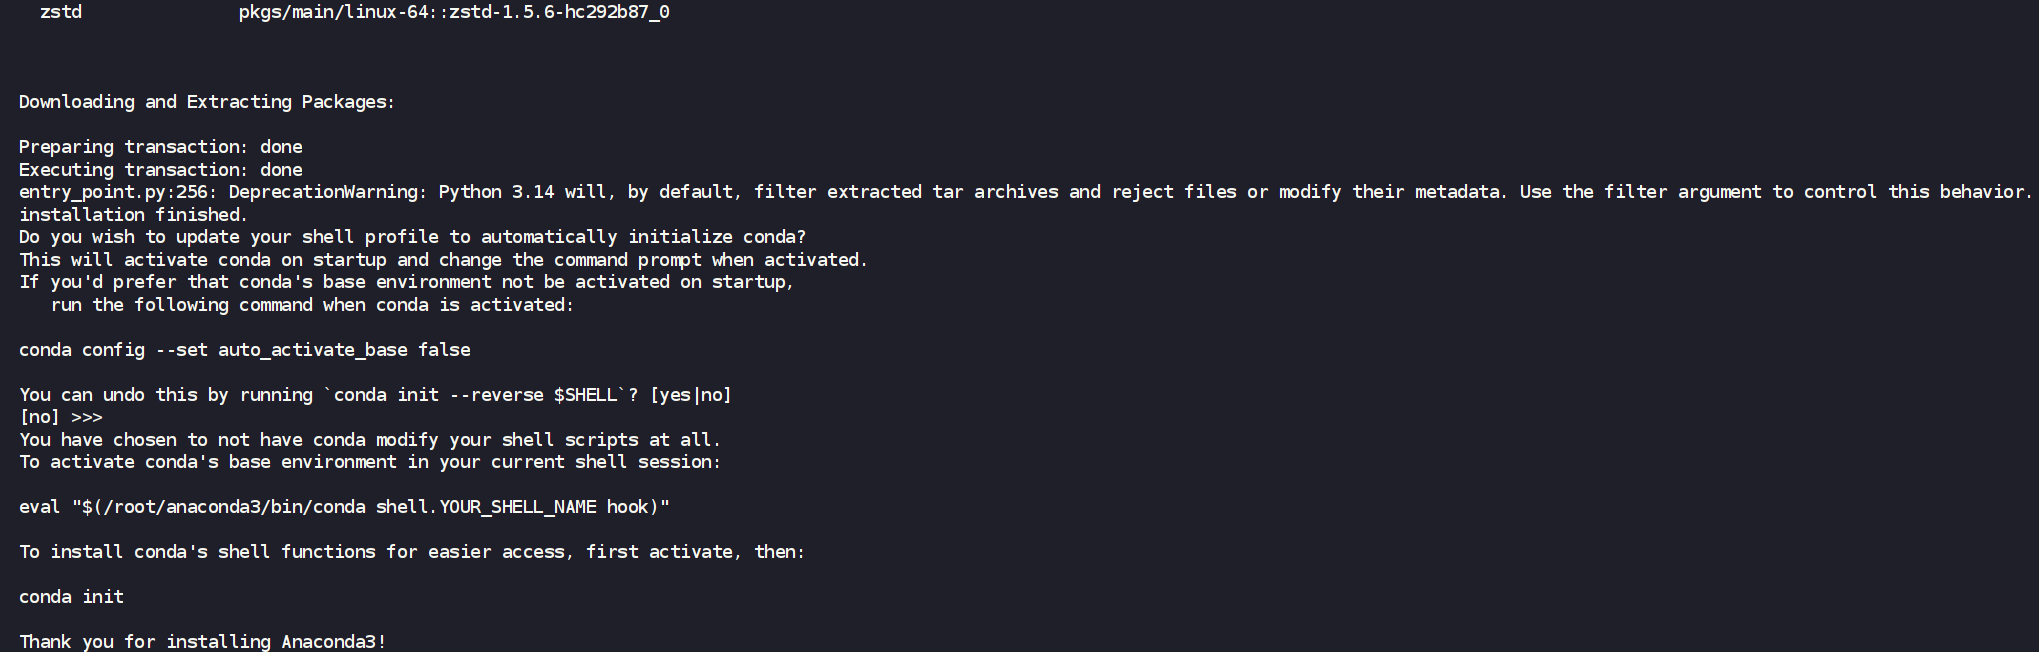 zstd pkgs/main/linux-64::zstd-1.5.6-hc292b87_0
Downloading and Extracting Packages:
Preparing transaction: done
Executing transaction: done
entry_point.py:256: DeprecationWarning: Python 3.14 will, by default, filter extracted tar archives and reject files or modify their metadata. Use the filter argument to control this behavior.
installation finished.
Do you wish to update your shell profile to automatically initialize conda?
This will activate conda on startup and change the command prompt when activated.
If you'd prefer that conda's base environment not be activated on startup,
run the following command when conda is activated:
conda config --set auto_activate_base false
You can undo this by running `conda init --reverse $SHELL`? [yes|no]
[no] >>>
You have chosen to not have conda modify your shell scripts at all.
To activate conda's base environment in your current shell session:
eval "$(/root/anaconda3/bin/conda shell.YOUR_SHELL_NAME hook)"
To install conda's shell functions for easier access, first activate, then:
conda init
Thank you for installing Anaconda3!